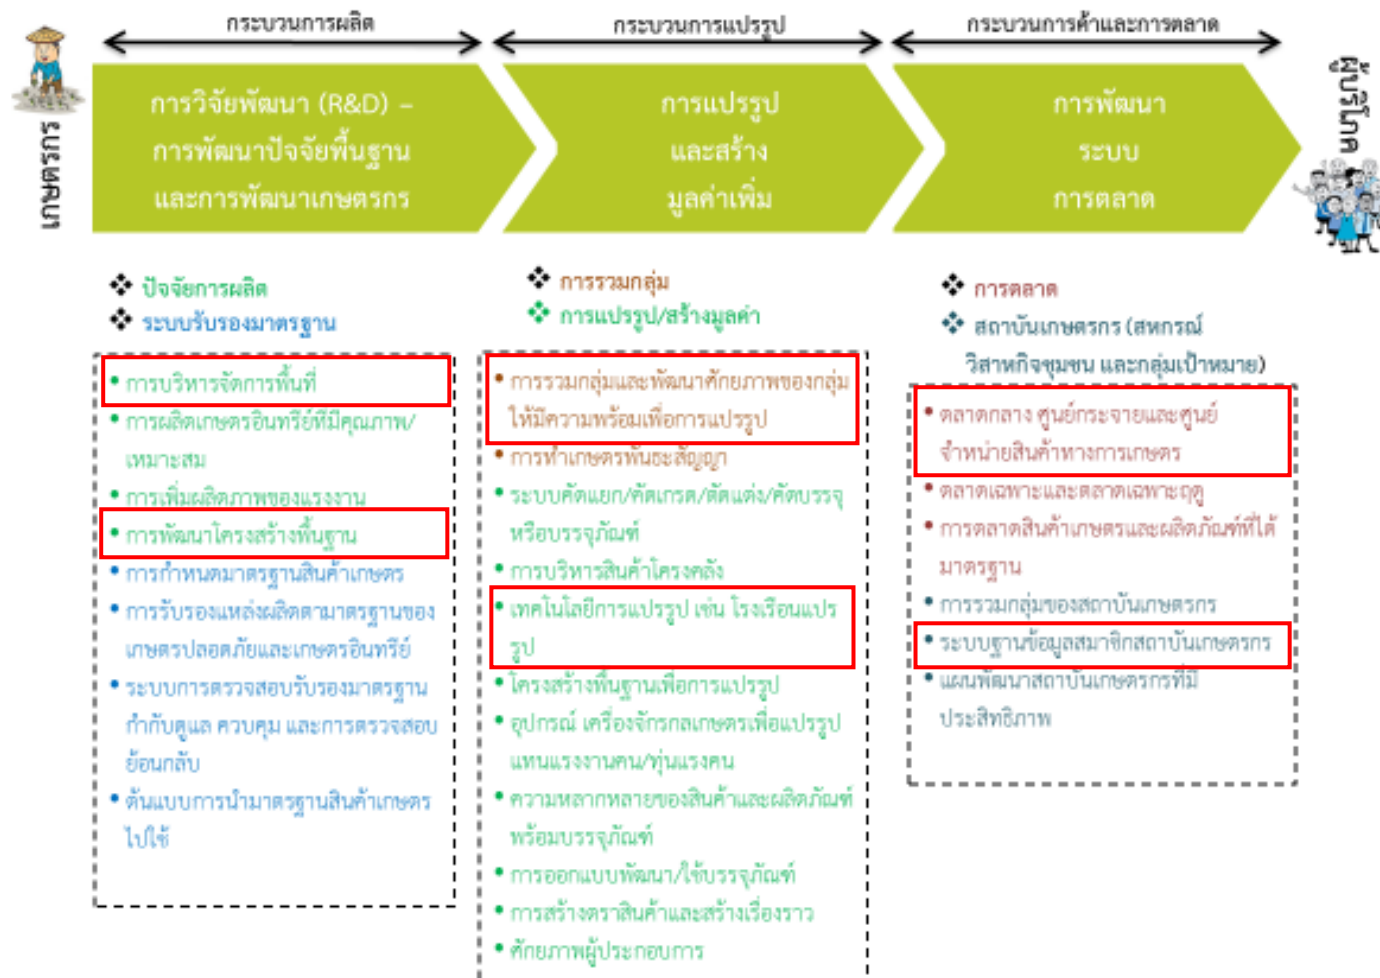 กระบวนการผลิต
กระบวนการแปรรูป
กระบวนการค้าและการตลาด
เกษตรกร
การวิจัยพัฒนา (R&D) –
การพัฒนาปัจจัยพื้นฐาน
และการพัฒนาเกษตรกร
การแปรรูป
และสร้าง
มูลค่าเพิ่ม
การพัฒนา
ระบบ
การตลาด
ผู้บริโภค
❖ ปัจจัยการผลิต
❖ ระบบรับรองมาตรฐาน
• การบริหารจัดการพื้นที่
• การผลิตเกษตรอินทรีย์ที่มีคุณภาพ/
เหมาะสม
• การเพิ่มผลิตภาพของแรงงาน
• การพัฒนาโครงสร้างพื้นฐาน
• การกำหนดมาตรฐานสินค้าเกษตร
• การรับรองแหล่งผลิตตามาตรฐานของ
เกษตรปลอดภัยและเกษตรอินทรีย์
• ระบบการตรวจสอบรับรองมาตรฐาน
กำกับดูแล ควบคุม และการตรวจสอบ
ย้อนกลับ
• ต้นแบบการนำมาตรฐานสินค้าเกษตร
ไปใช้
❖ การรวมกลุ่ม
❖ การแปรรูป/สร้างมูลค่า
• การรวมกลุ่มและพัฒนาศักยภาพของกลุ่ม
ให้มีความพร้อมเพื่อการแปรรูป
• การทำเกษตรพันธะสัญญา
• ระบบคัดแยก/คัดเกรด/ตัดแต่ง/คัดบรรจุ
หรือบรรจุภัณฑ์
• การบริหารสินค้าโครงคลัง
• เทคโนโลยีการแปรรูป เช่น โรงเรือนแปร
รูป
• โครงสร้างพื้นฐานเพื่อการแปรรูป
• อุปกรณ์ เครื่องจักรกลเกษตรเพื่อแปรรูป
แทนแรงงานคน/ทุ่นแรงคน
• ความหลากหลายของสินค้าและผลิตภัณฑ์
พร้อมบรรจุภัณฑ์
• การออกแบบพัฒนา/ใช้บรรจุภัณฑ์
• การสร้างตราสินค้าและสร้างเรื่องราว
• ศักยภาพผู้ประกอบการ
❖ การตลาด
❖ สถาบันเกษตรกร (สหกรณ์
วิสาหกิจชุมชน และกลุ่มเป้าหมาย)
• ตลาดกลาง ศูนย์กระจายและศูนย์
จำหน่ายสินค้าทางการเกษตร
• ตลาดเฉพาะและตลาดเฉพาะฤดู
• การตลาดสินค้าเกษตรและผลิตภัณฑ์ที่ได้
มาตรฐาน
• การรวมกลุ่มของสถาบันเกษตรกร
• ระบบฐานข้อมูลสมาชิกสถาบันเกษตรกร
• แผนพัฒนาสถาบันเกษตรกรที่มี
ประสิทธิภาพ